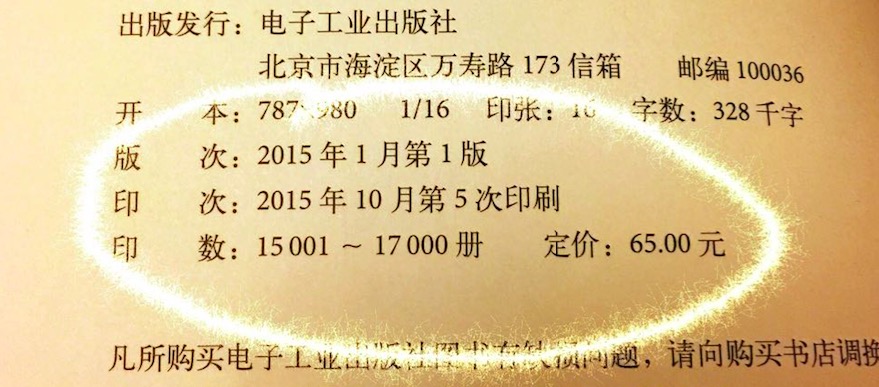 出版发行：电子工业出版社
北京市海淀区万寿路 173 信箱 邮编 100036
开 本：787×980 1/16 印张：16 字数：328 千字
版 次：2015 年 1 月第 1 版
印 次：2015 年 10 月第 5 次印刷
印 数：15 001 ~ 17 000 册 定价：65.00 元
凡所购买电子工业出版社图书有缺损问题，请向购买书店调换